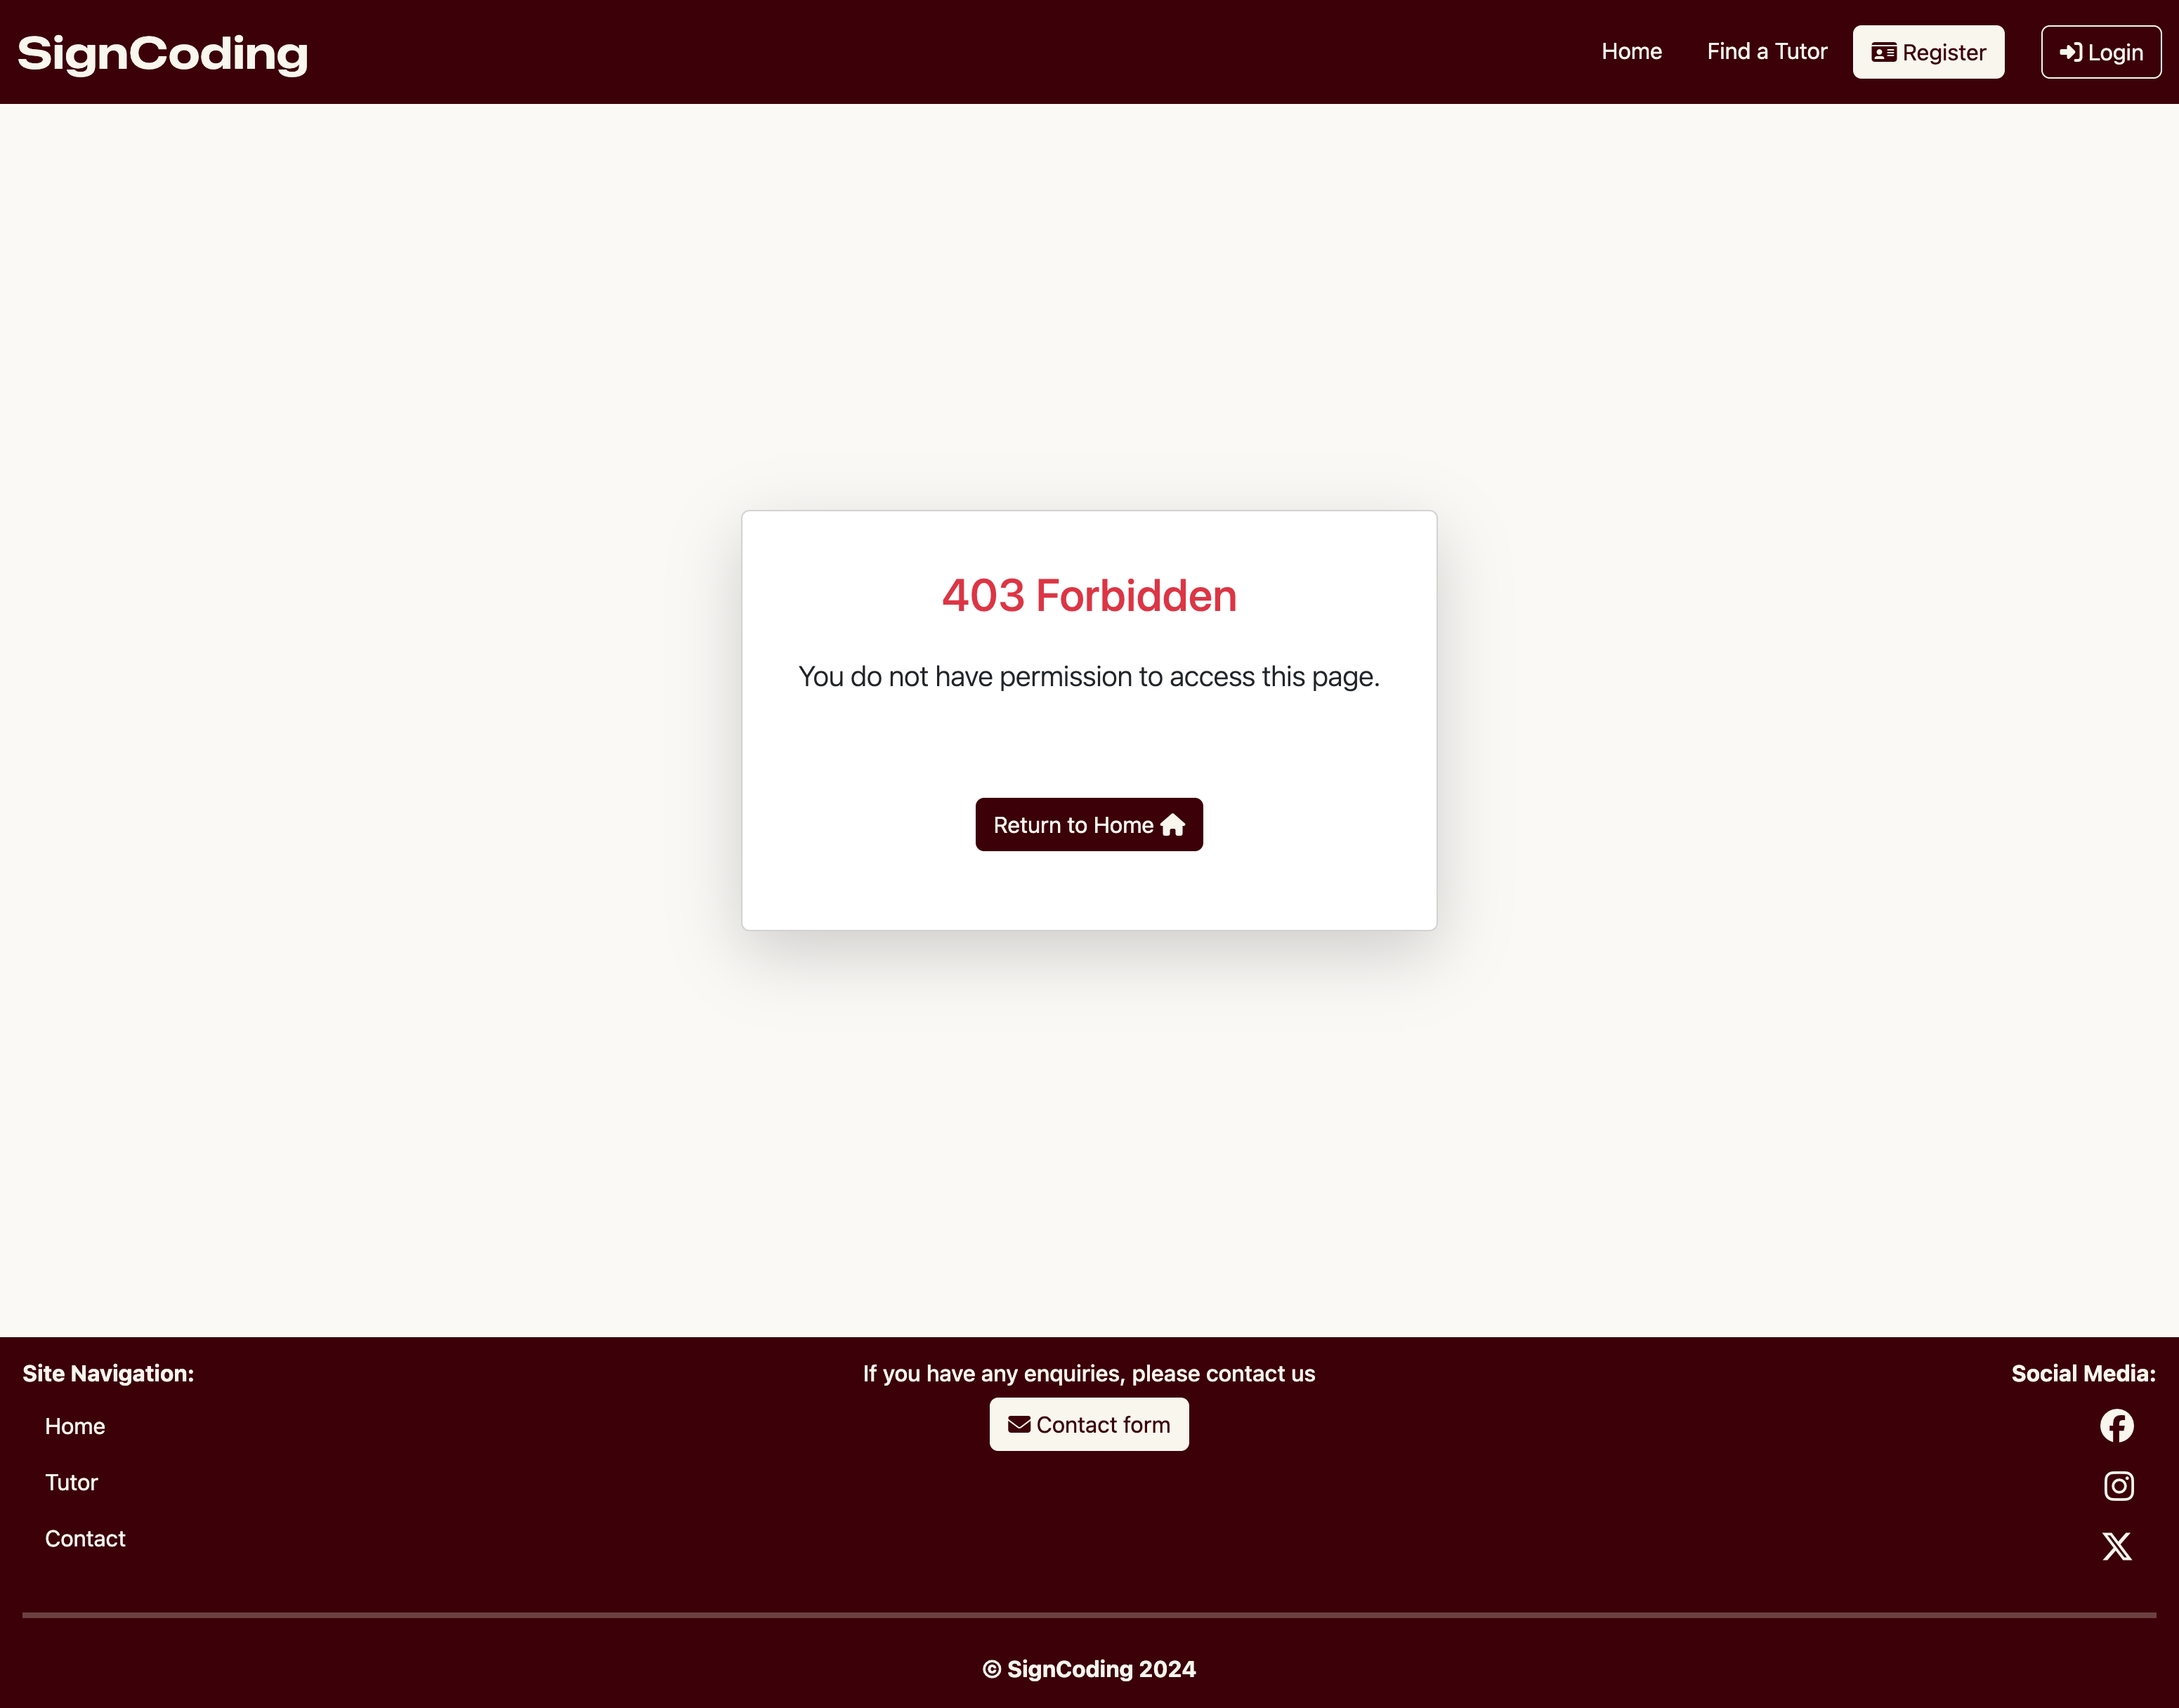 SignCoding
Home
Find a Tutor
Register
Login
403 Forbidden
You do not have permission to access this page.
Return to Home
Site Navigation:
Home
Tutor
Contact
If you have any enquiries, please contact us
Contact form
Social Media:
© SignCoding 2024